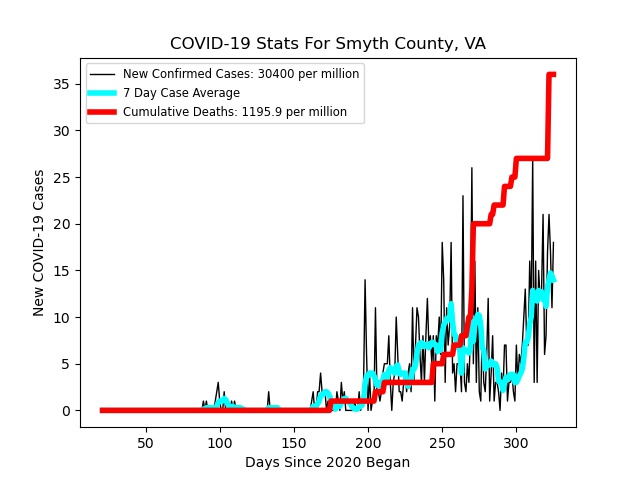 COVID-19 Stats For Smyth County, VA
New Confirmed Cases: 30400 per million
7 Day Case Average
Cumulative Deaths: 1195.9 per million
New COVID-19 Cases
35
30
25
20
15
10
5
0
50 100 150 200 250 300
Days Since 2020 Began